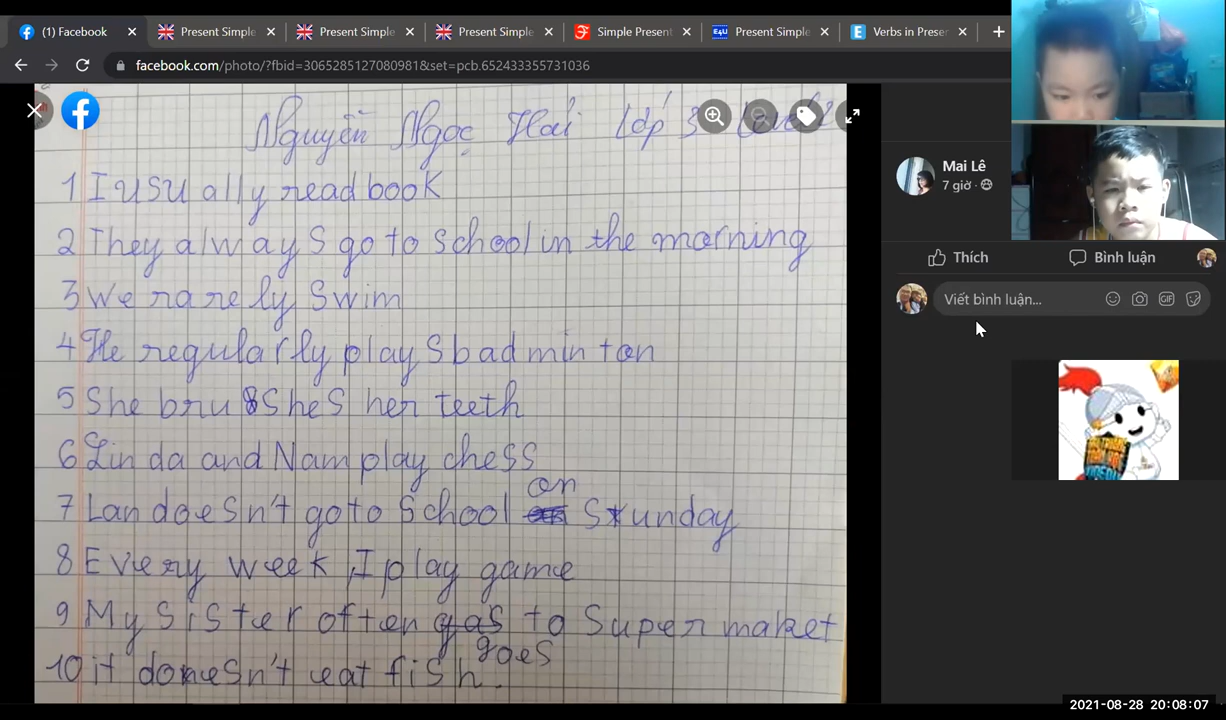 (1) Facebook
Present Simple
Present Simple
Present Simple
Simple Present
E4U Present Simple
Verbs in Preser
facebook.com/photo/?fbid=3065285127080981&set=pcb.652433355731036
Nguyễn Ngọc Hải lớp 3
1 I usually read book
2 They always go to school in the morning
3 We rarely swim
4 He regularly plays badminton
5 She brushes her teeth
6 Linda and Nam play chess
on
7 Lan doesn't go to school Sunday
8 Every week, I play game
9 My sister often gas to Supermaket
goes
10 it doesn't eat fish.
Mai Lê
7 giờ
Thích Bình luận
Viết bình luận...
GIF
2021-08-28 20:08:07